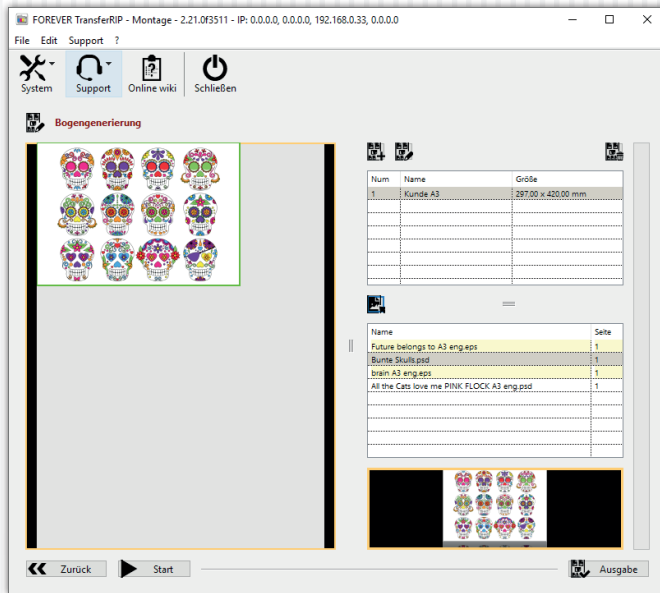 FOREVER TransferRIP - Montage - 2.21.0f3511 - IP: 0.0.0.0, 0.0.0.0, 192.168.0.33, 0.0.0.0
File Edit Support ?
System Support Online wiki Schließen
Bogengenerierung
Num Name Größe
1 Kunde A3 297,00 x 420,00 mm
Name Seite
Future belongs to A3 eng.eps 1
Bunte Skulls.psd 1
brain A3 eng.eps 1
All the Cats love me PINK FLOCK A3 eng.psd 1
Zurück Start Ausgabe